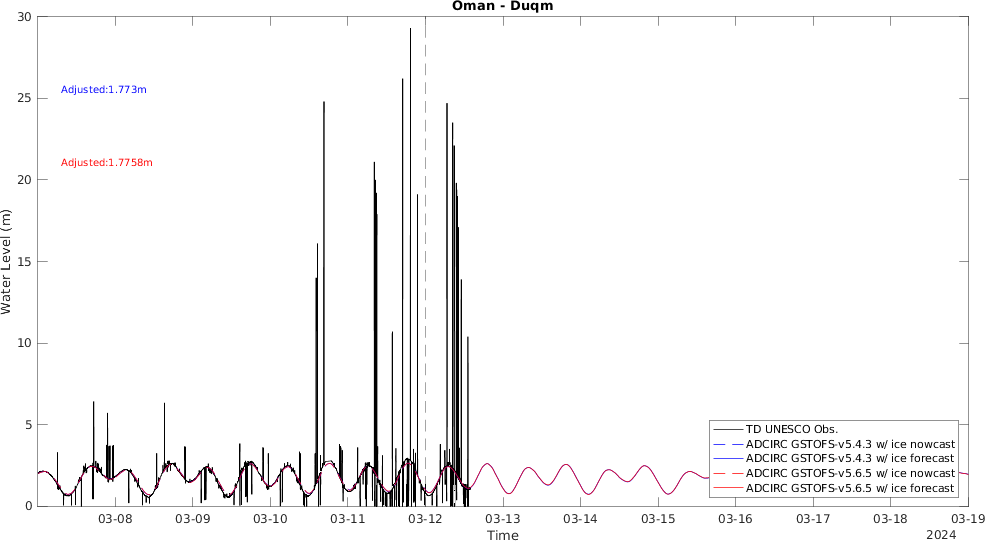 Oman - Duqm
30
25
20
15
10
5
0
Water Level (m)
Adjusted:1.773m
Adjusted:1.7758m
TD UNESCO Obs.
ADCIRC GSTOFS-v5.4.3 w/ ice nowcast
ADCIRC GSTOFS-v5.4.3 w/ ice forecast
ADCIRC GSTOFS-v5.6.5 w/ ice nowcast
ADCIRC GSTOFS-v5.6.5 w/ ice forecast
03-08 03-09 03-10 03-11 03-12 03-13 03-14 03-15 03-16 03-17 03-18 03-19
Time
2024